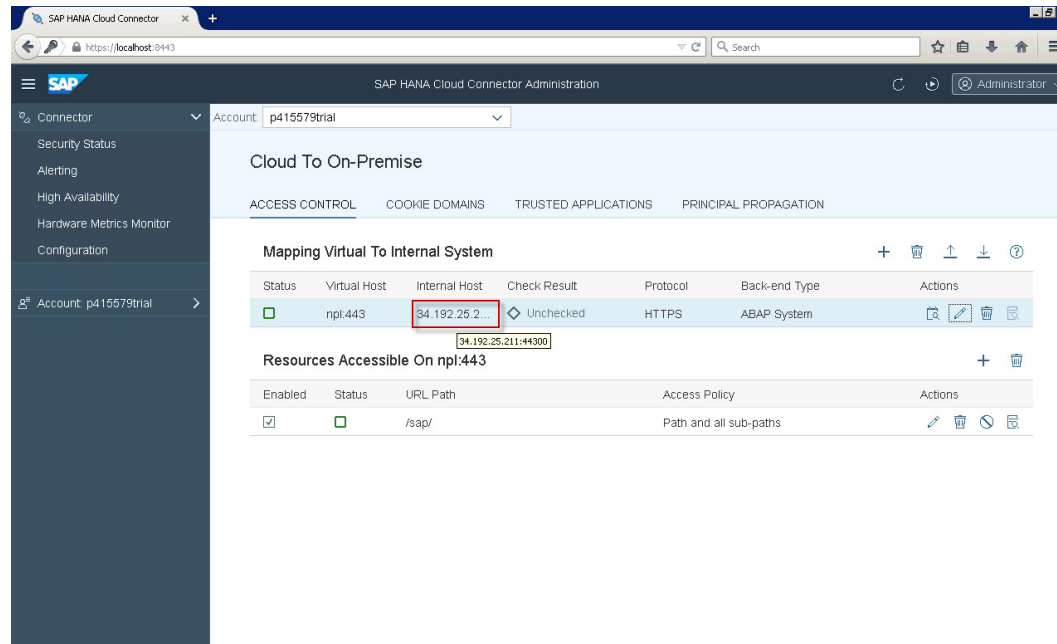 SAP HANA Cloud Connector
https://localhost:8443
Search
SAP
SAP HANA Cloud Connector Administration
Administrator
Connector
Account: p415579trial
Security Status
Alerting
High Availability
Hardware Metrics Monitor
Configuration
Account: p415579trial
Cloud To On-Premise
ACCESS CONTROL COOKIE DOMAINS TRUSTED APPLICATIONS PRINCIPAL PROPAGATION
Mapping Virtual To Internal System
Status Virtual Host Internal Host Check Result Protocol Back-end Type Actions
npl:443 34.192.25.2... Unchecked HTTPS ABAP System
34.192.25.211:44300
Resources Accessible On npl:443
Enabled Status URL Path Access Policy Actions
/sap/ Path and all sub-paths